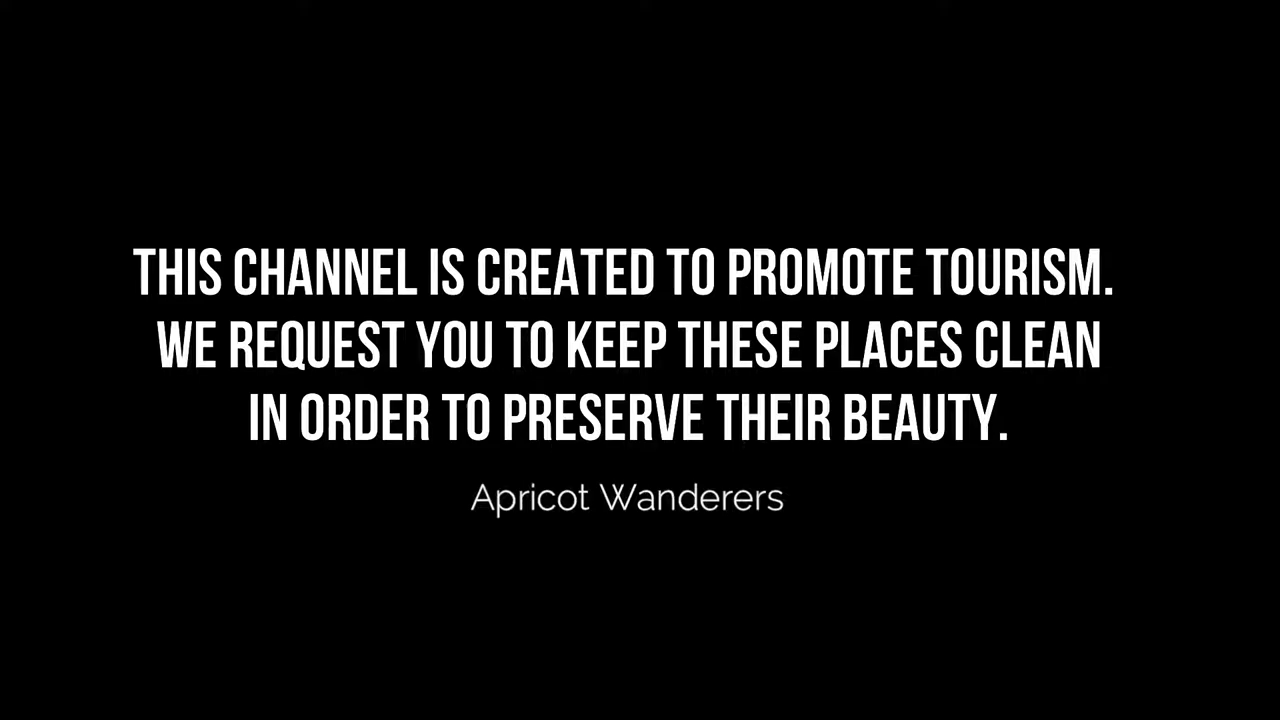 THIS CHANNEL IS CREATED TO PROMOTE TOURISM.
WE REQUEST YOU TO KEEP THESE PLACES CLEAN
IN ORDER TO PRESERVE THEIR BEAUTY.
Apricot Wanderers